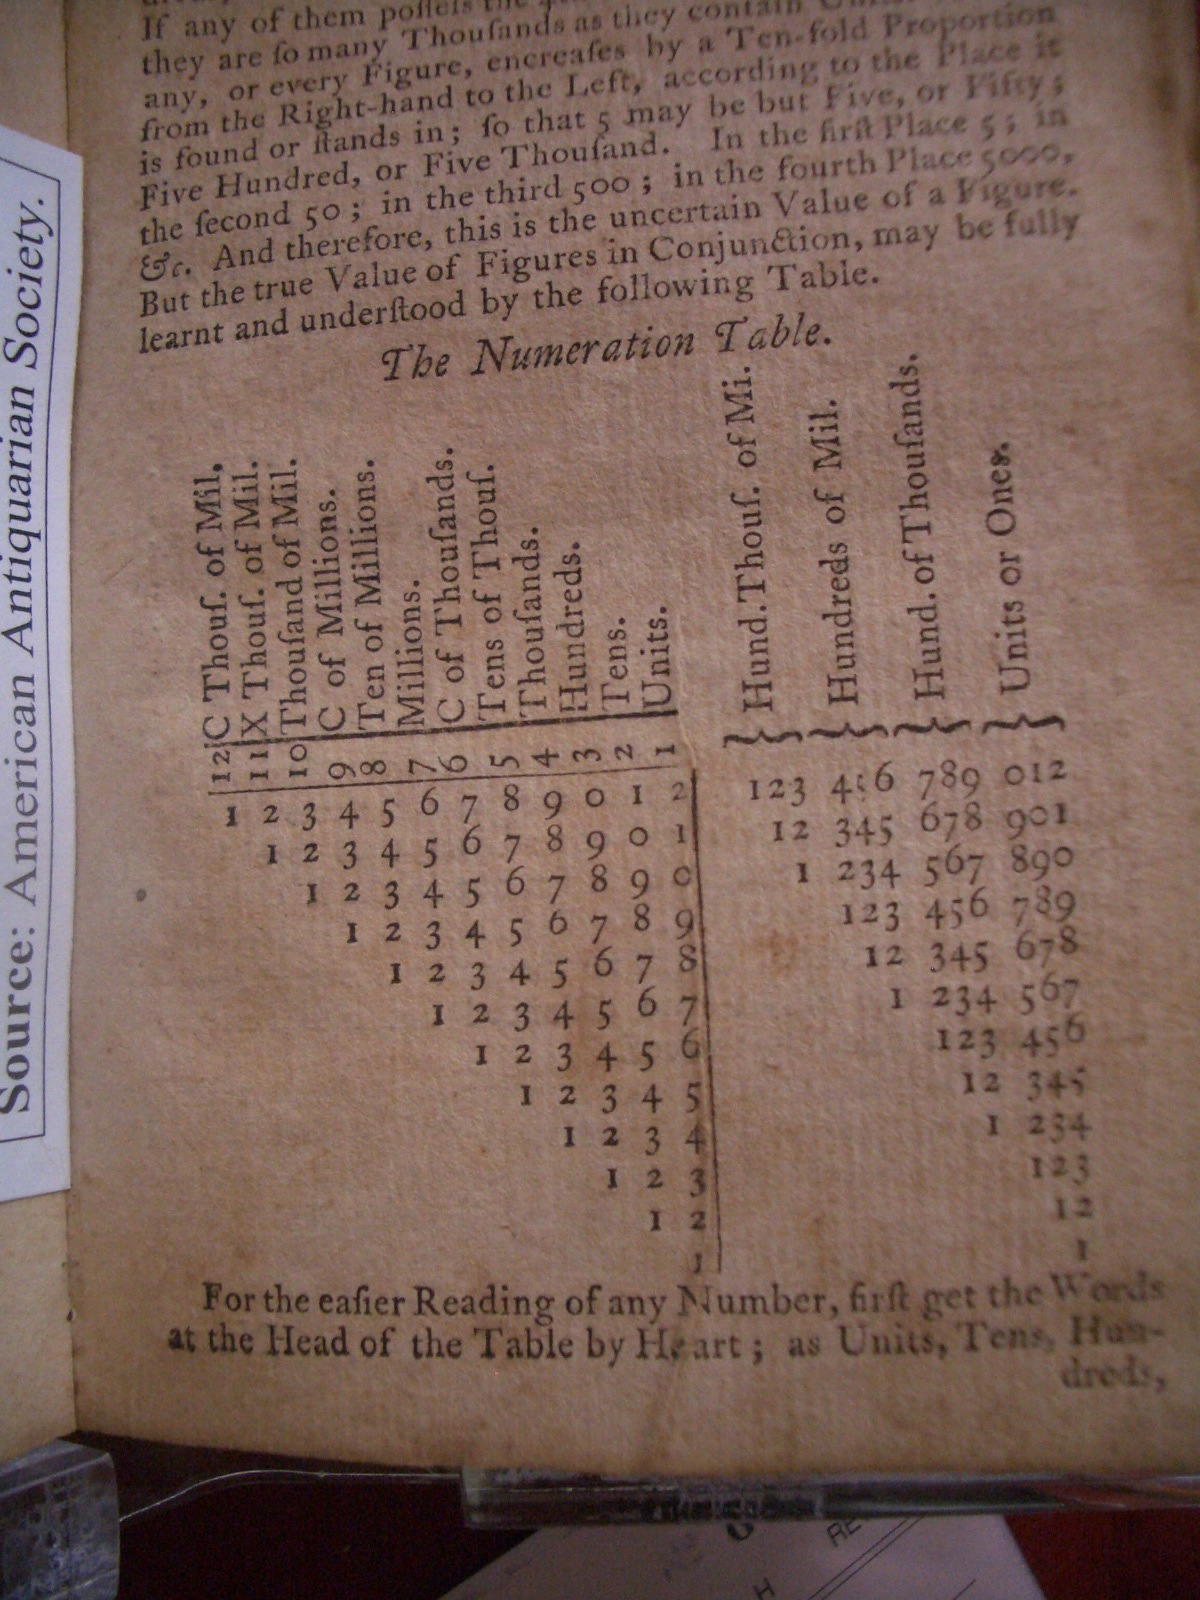 If any of them poſſeſs the
they are ſo many Thouſands as they contain
any, or every Figure, encreaſes by a Ten-fold Proportion
from the Right-hand to the Left, according to the Place it
is found or ſtands in; ſo that 5 may be but Five, or Fifty;
Five Hundred, or Five Thouſand. In the firſt Place 5; in
the ſecond 50; in the third 500; in the fourth Place 5000,
&c. And therefore, this is the uncertain Value of a Figure.
But the true Value of Figures in Conjunction, may be fully
learnt and underſtood by the following Table.
The Numeration Table.
12 C Thouſ. of Mil.
11 X Thouſ. of Mil.
10 Thouſand of Mil.
9 C of Millions.
8 Ten of Millions.
7 Millions.
6 C of Thouſands.
5 Tens of Thouſ.
4 Thouſands.
3 Hundreds.
2 Tens.
1 Units.
Hund. Thouſ. of Mi.
Hundreds of Mil.
Hund. of Thouſands.
Units or Ones.
1 2 3 4 5 6 7 8 9 0 1 2 123 456 789 012
1 2 3 4 5 6 7 8 9 0 1 12 345 678 901
1 2 3 4 5 6 7 8 9 0 1 234 567 890
1 2 3 4 5 6 7 8 9 123 456 789
1 2 3 4 5 6 7 8 12 345 678
1 2 3 4 5 6 7 1 234 567
1 2 3 4 5 6 123 456
1 2 3 4 5 12 345
1 2 3 4 1 234
1 2 3 123
1 2 12
1 1
For the eaſier Reading of any Number, firſt get the Words
at the Head of the Table by Heart; as Units, Tens, Hun-
dreds,
Source: American Antiquarian Society.